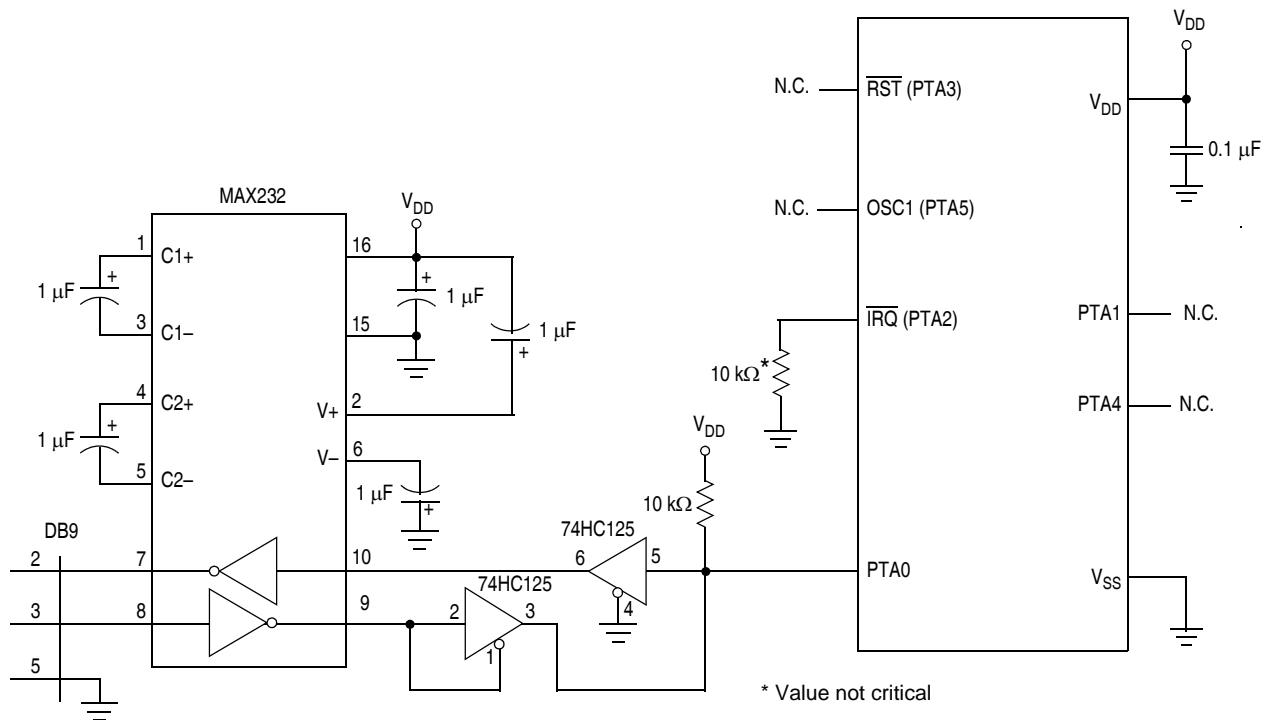 MAX232
1
C1+
+
1 µF
3
C1–
4
C2+
+
1 µF
5
C2–
DB9
2
7
3
8
5
V_DD
16
+
1 µF
15
1 µF
+
V+
2
V–
6
1 µF
+
10
9
74HC125
6
5
4
74HC125
2
3
1
V_DD
10 kΩ
N.C.
R̅S̅T̅ (PTA3)
N.C.
OSC1 (PTA5)
I̅R̅Q̅ (PTA2)
10 kΩ*
PTA0
V_DD
V_DD
0.1 µF
PTA1
N.C.
PTA4
N.C.
V_SS
* Value not critical